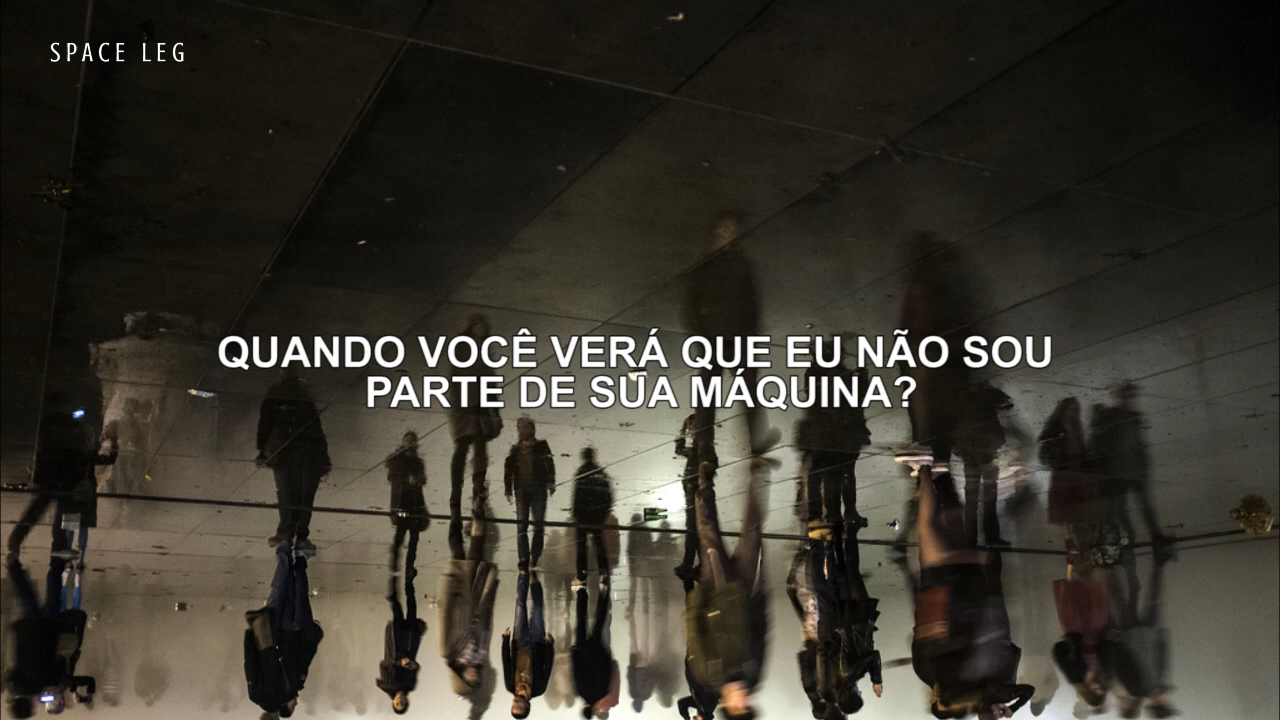 SPACE LEG
QUANDO VOCÊ VERÁ QUE EU NÃO SOU
PARTE DE SUA MÁQUINA?